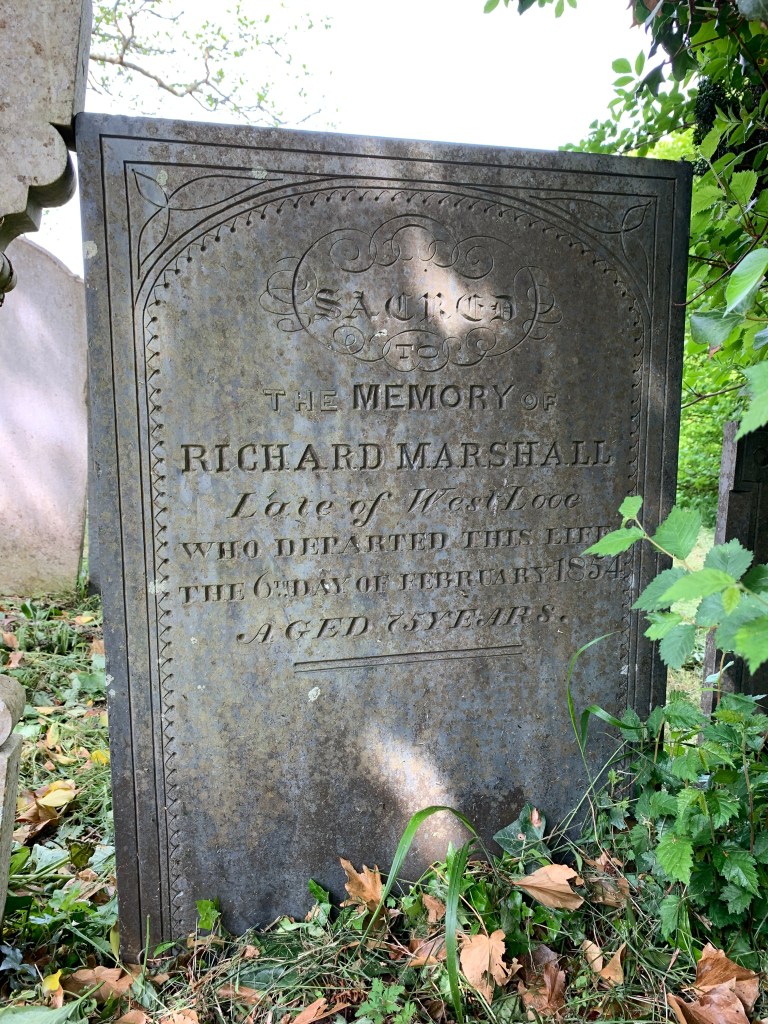 SACRED
TO
THE MEMORY OF
RICHARD MARSHALL
Late of West Looe
WHO DEPARTED THIS LIFE
THE 6TH DAY OF FEBRUARY 1854
AGED 75 YEARS.